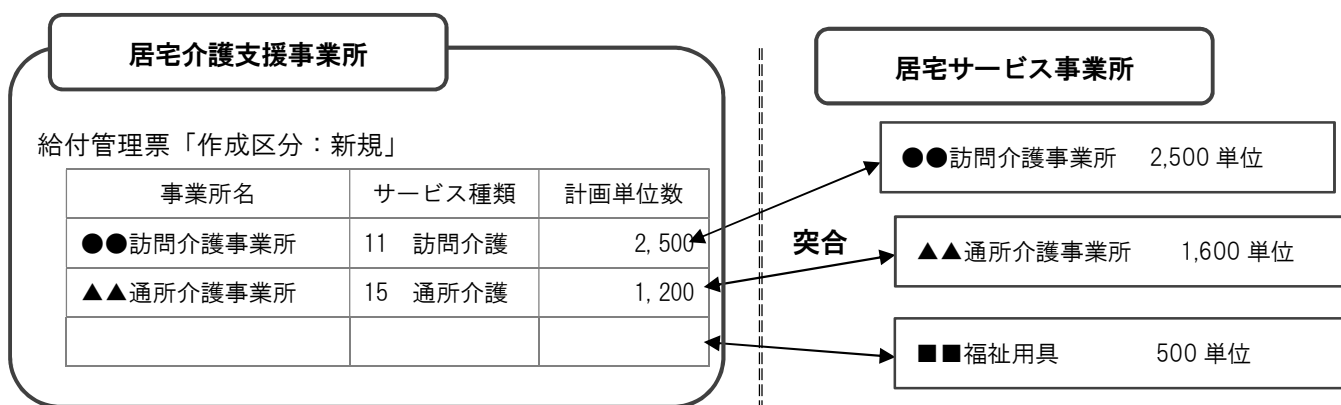 居宅介護支援事業所
居宅サービス事業所
給付管理票「作成区分：新規」
事業所名 サービス種類 計画単位数
●●訪問介護事業所 11 訪問介護 2,500
▲▲通所介護事業所 15 通所介護 1,200
突合
●●訪問介護事業所 2,500 単位
▲▲通所介護事業所 1,600 単位
■■福祉用具 500 単位